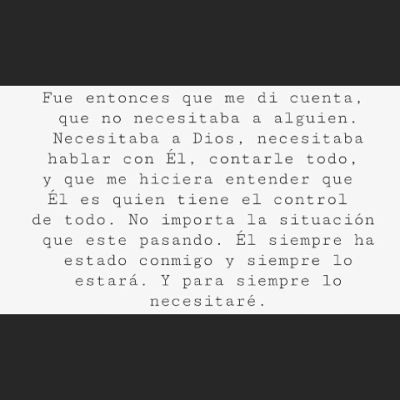 Fue entonces que me di cuenta,
que no necesitaba a alguien.
Necesitaba a Dios, necesitaba
hablar con Él, contarle todo,
y que me hiciera entender que
Él es quien tiene el control
de todo. No importa la situación
que este pasando. Él siempre ha
estado conmigo y siempre lo
estará. Y para siempre lo
necesitaré.